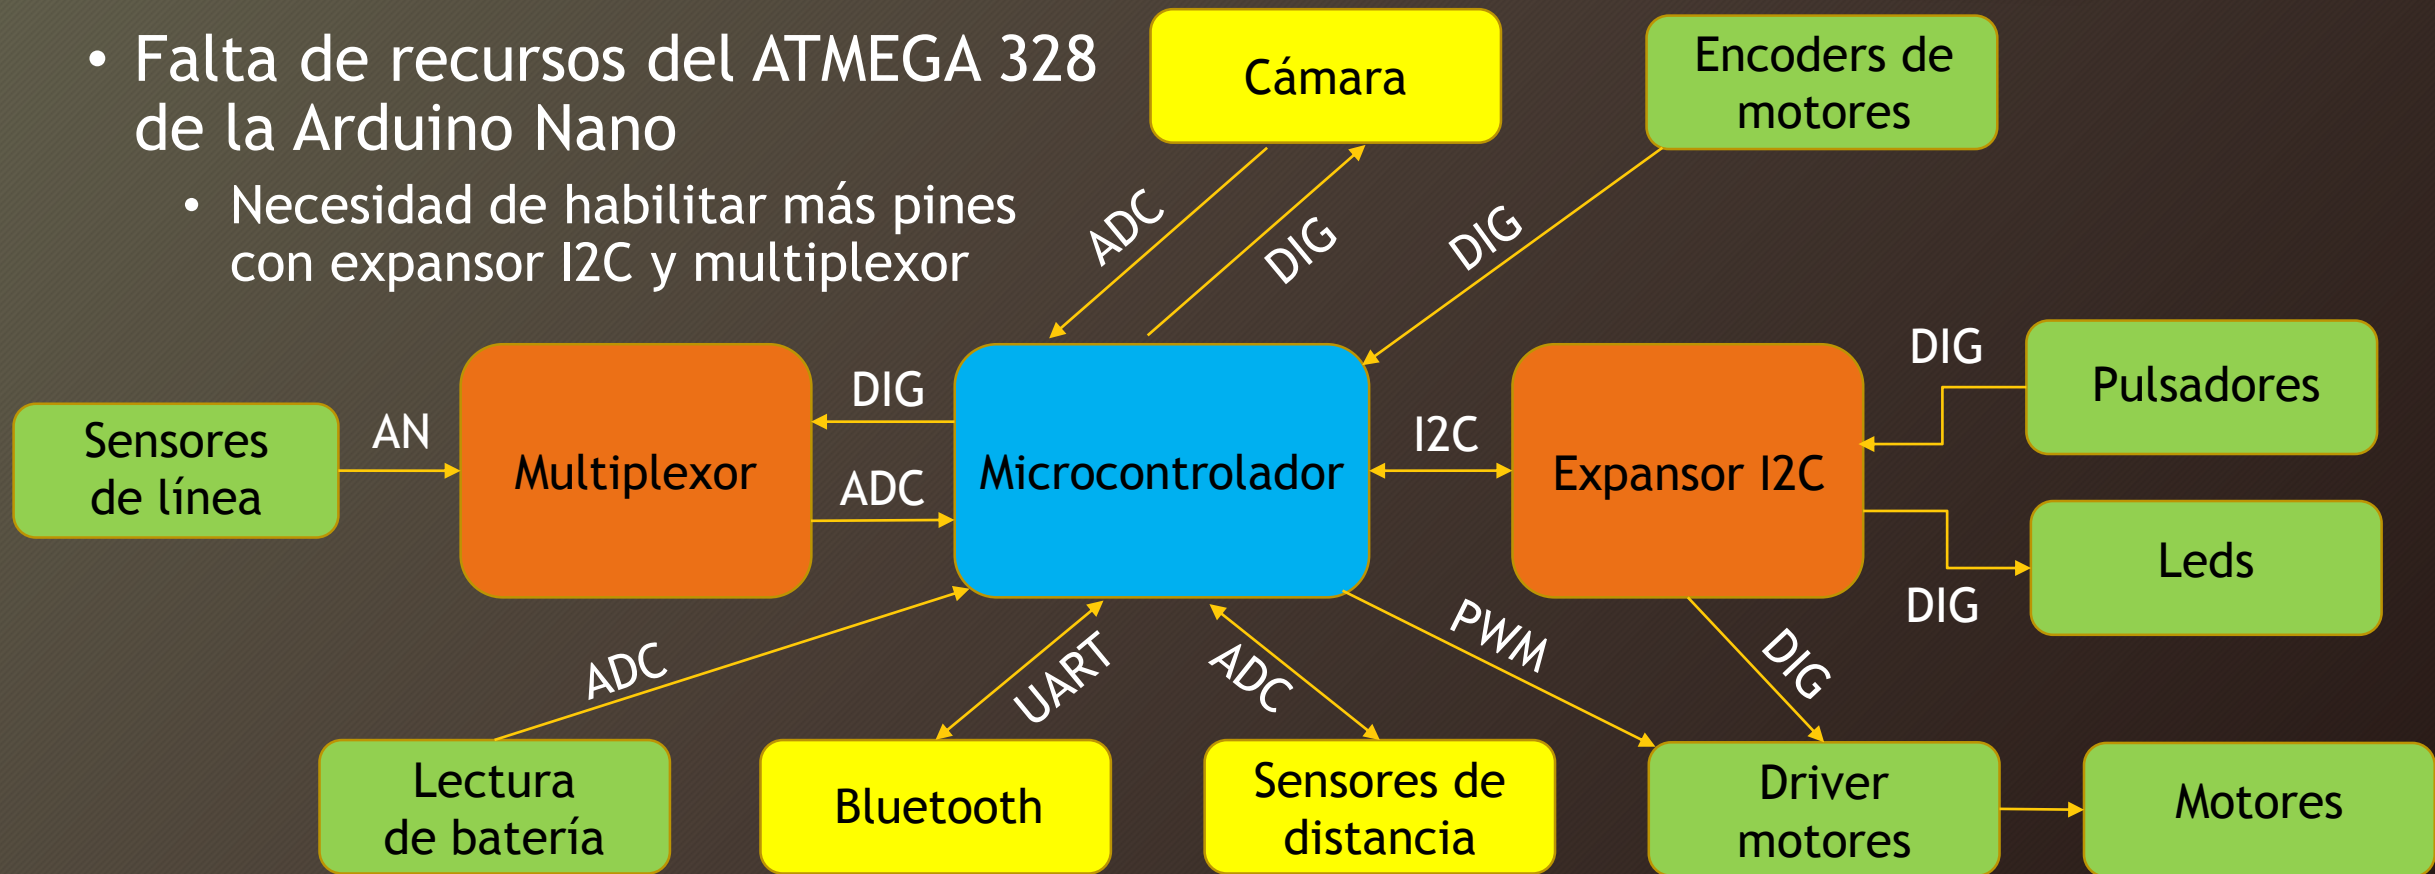 • Falta de recursos del ATMEGA 328
de la Arduino Nano
• Necesidad de habilitar más pines
con expansor I2C y multiplexor
Cámara
Encoders de
motores
ADC
DIG
DIG
Sensores
de línea
AN
Multiplexor
DIG
ADC
Microcontrolador
I2C
Expansor I2C
DIG
Pulsadores
Leds
DIG
ADC
UART
ADC
PWM
DIG
Lectura
de batería
Bluetooth
Sensores de
distancia
Driver
motores
Motores